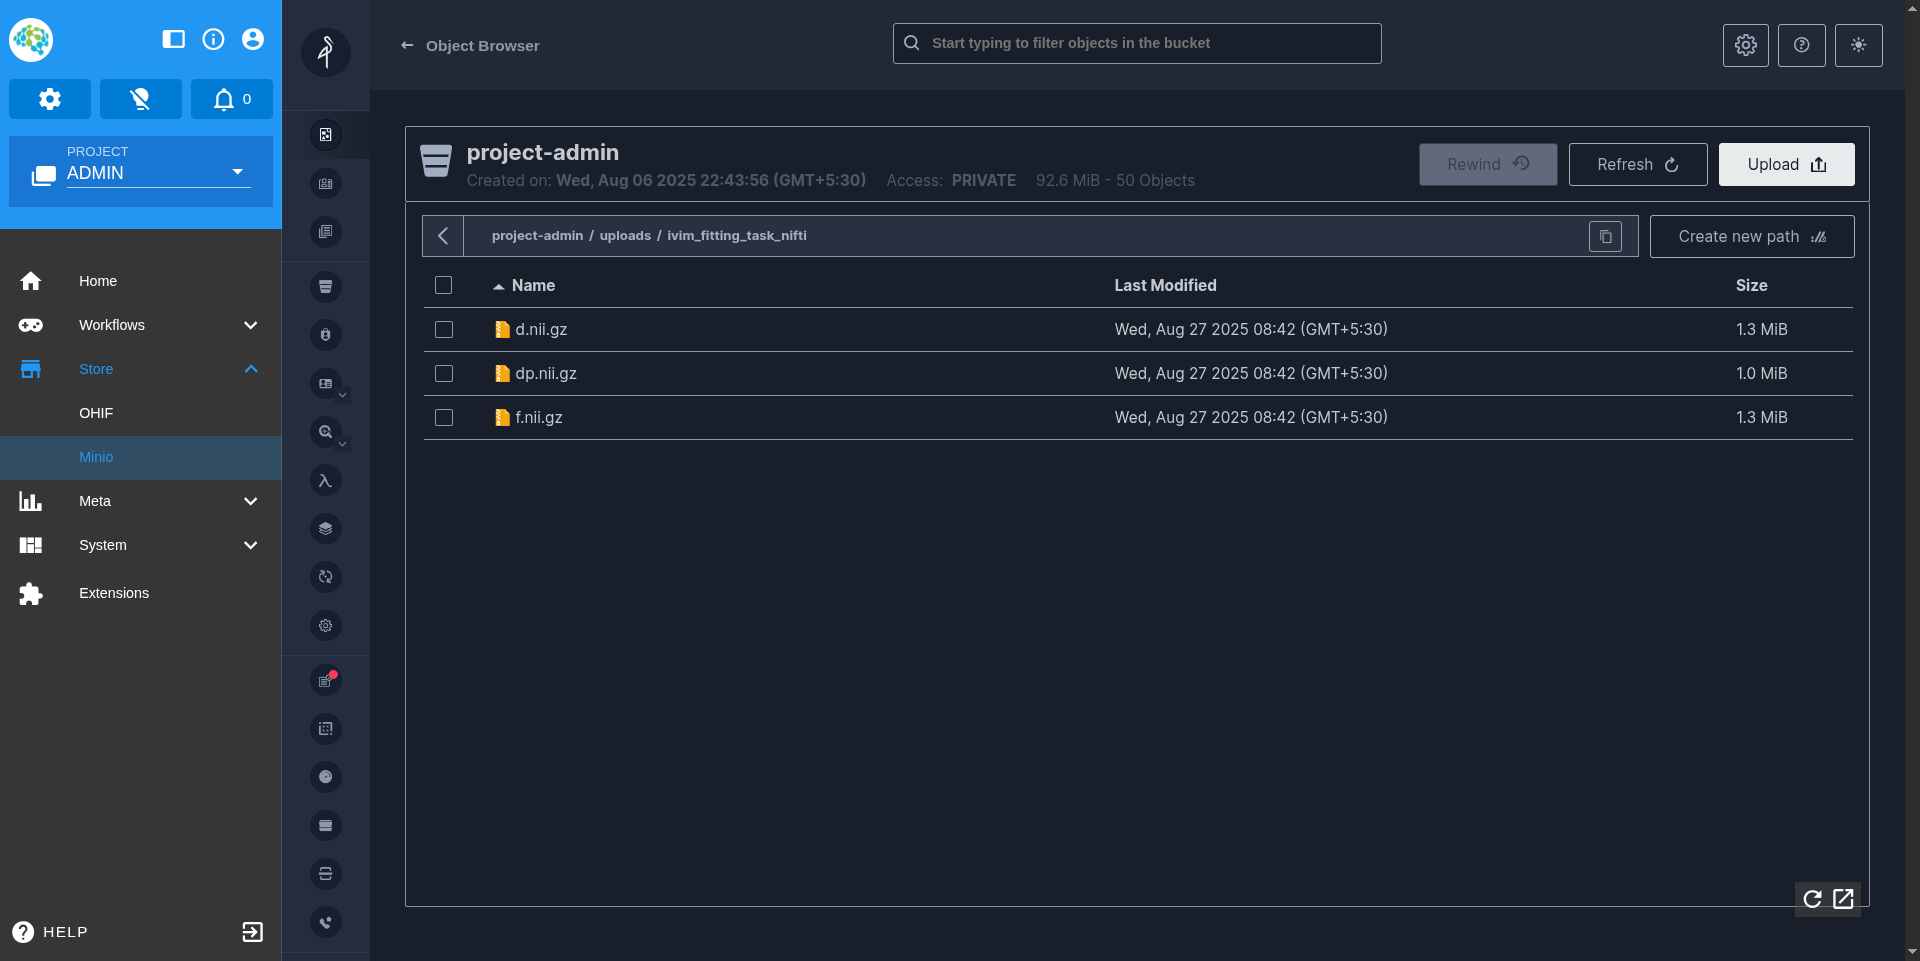 0
PROJECT
ADMIN
Home
Workflows
Store
OHIF
Minio
Meta
System
Extensions
HELP
Object Browser
Start typing to filter objects in the bucket
project-admin
Created on: Wed, Aug 06 2025 22:43:56 (GMT+5:30) Access: PRIVATE 92.6 MiB - 50 Objects
Rewind
Refresh
Upload
project-admin / uploads / ivim_fitting_task_nifti
Create new path
Name Last Modified Size
d.nii.gz Wed, Aug 27 2025 08:42 (GMT+5:30) 1.3 MiB
dp.nii.gz Wed, Aug 27 2025 08:42 (GMT+5:30) 1.0 MiB
f.nii.gz Wed, Aug 27 2025 08:42 (GMT+5:30) 1.3 MiB